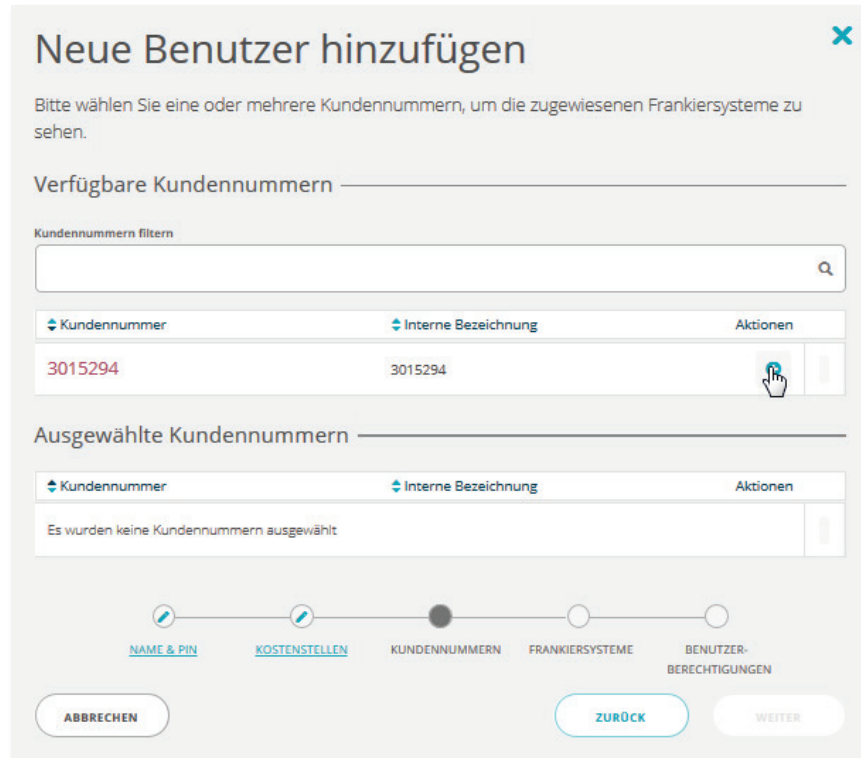 Neue Benutzer hinzufügen
Bitte wählen Sie eine oder mehrere Kundennummern, um die zugewiesenen Frankiersysteme zu
sehen.
Verfügbare Kundennummern
Kundennummern filtern
Kundennummer Interne Bezeichnung Aktionen
3015294 3015294
Ausgewählte Kundennummern
Kundennummer Interne Bezeichnung Aktionen
Es wurden keine Kundennummern ausgewählt
NAME & PIN KOSTENSTELLEN KUNDENNUMMERN FRANKIERSYSTEME BENUTZER-
BERECHTIGUNGEN
ABBRECHEN ZURÜCK WEITER